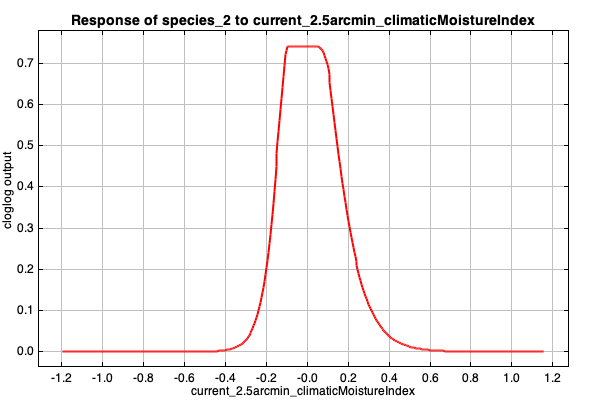 Response of species_2 to current_2.5arcmin_climaticMoistureIndex
cloglog output
0.7
0.6
0.5
0.4
0.3
0.2
0.1
0.0
-1.2 -1.0 -0.8 -0.6 -0.4 -0.2 -0.0 0.2 0.4 0.6 0.8 1.0 1.2
current_2.5arcmin_climaticMoistureIndex